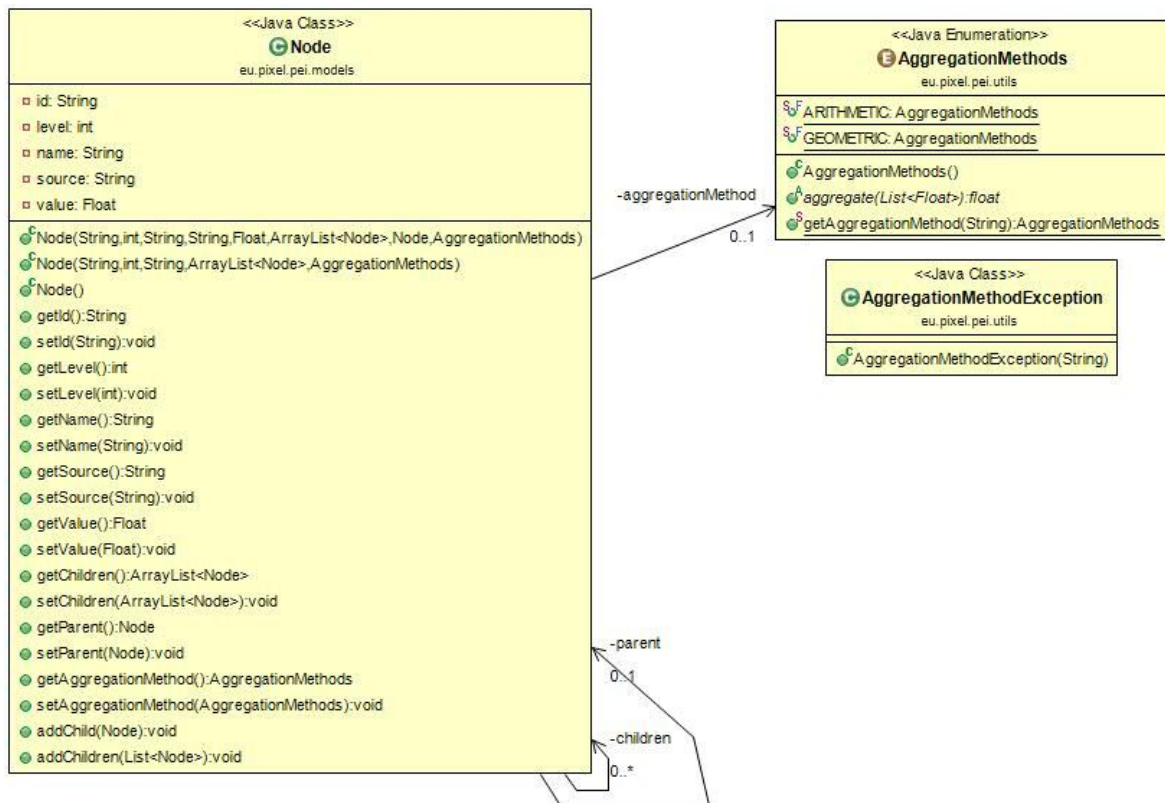 <<Java Class>>
Node
eu.pixel.pei.models
id: String
level: int
name: String
source: String
value: Float
Node(String,int,String,String,Float,ArrayList<Node>,Node,AggregationMethods)
Node(String,int,String,ArrayList<Node>,AggregationMethods)
Node()
getId():String
setId(String):void
getLevel():int
setLevel(int):void
getName():String
setName(String):void
getSource():String
setSource(String):void
getValue():Float
setValue(Float):void
getChildren():ArrayList<Node>
setChildren(ArrayList<Node>):void
getParent():Node
setParent(Node):void
getAggregationMethod():AggregationMethods
setAggregationMethod(AggregationMethods):void
addChild(Node):void
addChildren(List<Node>):void
-aggregationMethod
0..1
-parent
0..1
-children
0..*
<<Java Enumeration>>
AggregationMethods
eu.pixel.pei.utils
ARITHMETIC: AggregationMethods
GEOMETRIC: AggregationMethods
AggregationMethods()
aggregate(List<Float>):float
getAggregationMethod(String):AggregationMethods
<<Java Class>>
AggregationMethodException
eu.pixel.pei.utils
AggregationMethodException(String)